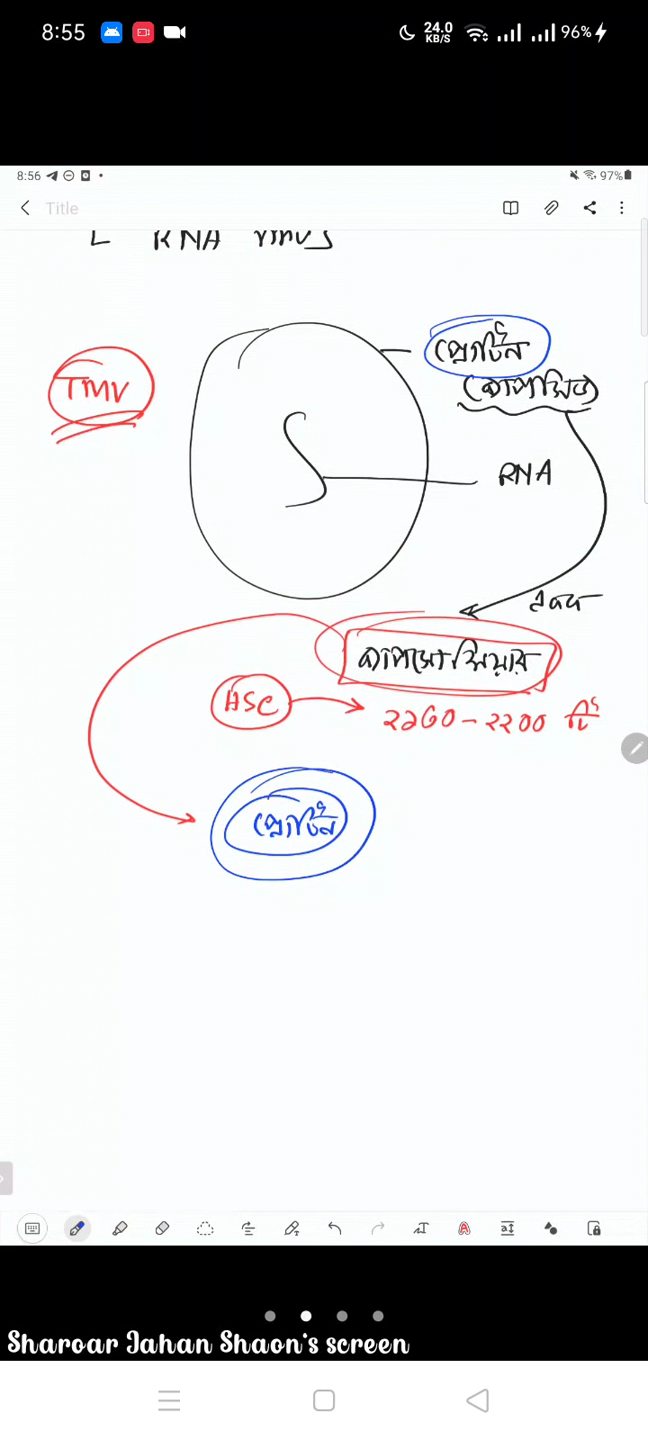 8:55
24.0 KB/S
96%
8:56
97%
Title
L RNA Virus
প্রোটিন
TMV
(ক্যাপসিড)
RNA
একক
ক্যাপসোমিয়ার
HSC
২১৩০-২২০০ টি
প্রোটিন
Sharoar Jahan Shaon's screen